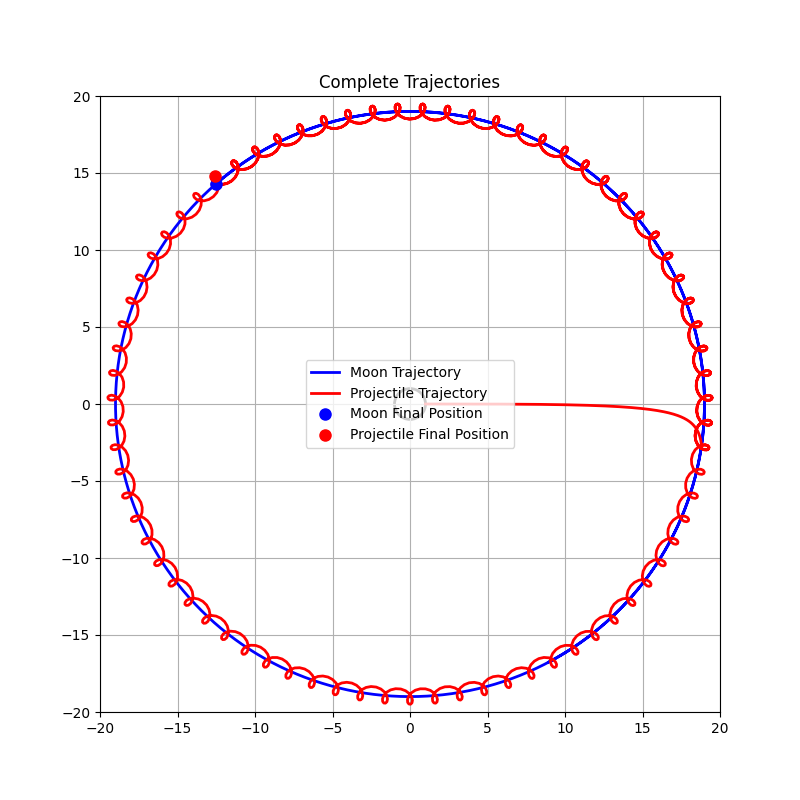 Complete Trajectories
20
15
10
5
0
−5
−10
−15
−20
Moon Trajectory
Projectile Trajectory
Moon Final Position
Projectile Final Position
−20 −15 −10 −5 0 5 10 15 20